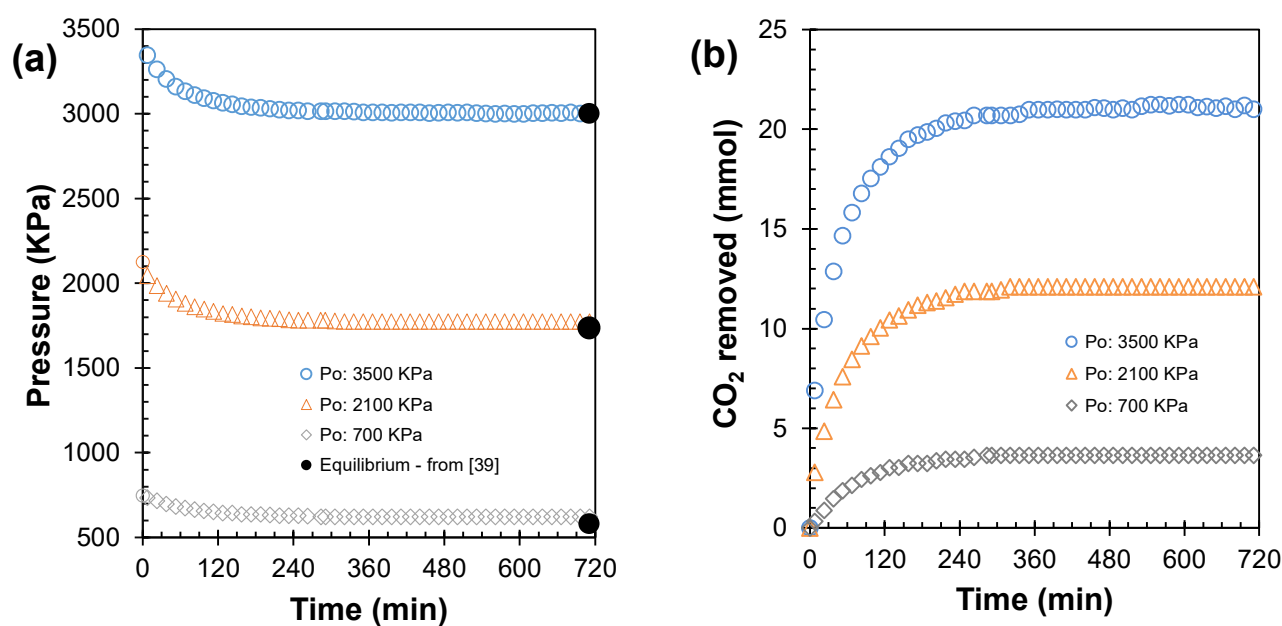 (a)
Pressure (KPa)
3500
3000
2500
2000
1500
1000
500
Po: 3500 KPa
Po: 2100 KPa
Po: 700 KPa
Equilibrium - from [39]
0 120 240 360 480 600 720
Time (min)
(b)
CO₂ removed (mmol)
25
20
15
10
5
0
Po: 3500 KPa
Po: 2100 KPa
Po: 700 KPa
0 120 240 360 480 600 720
Time (min)